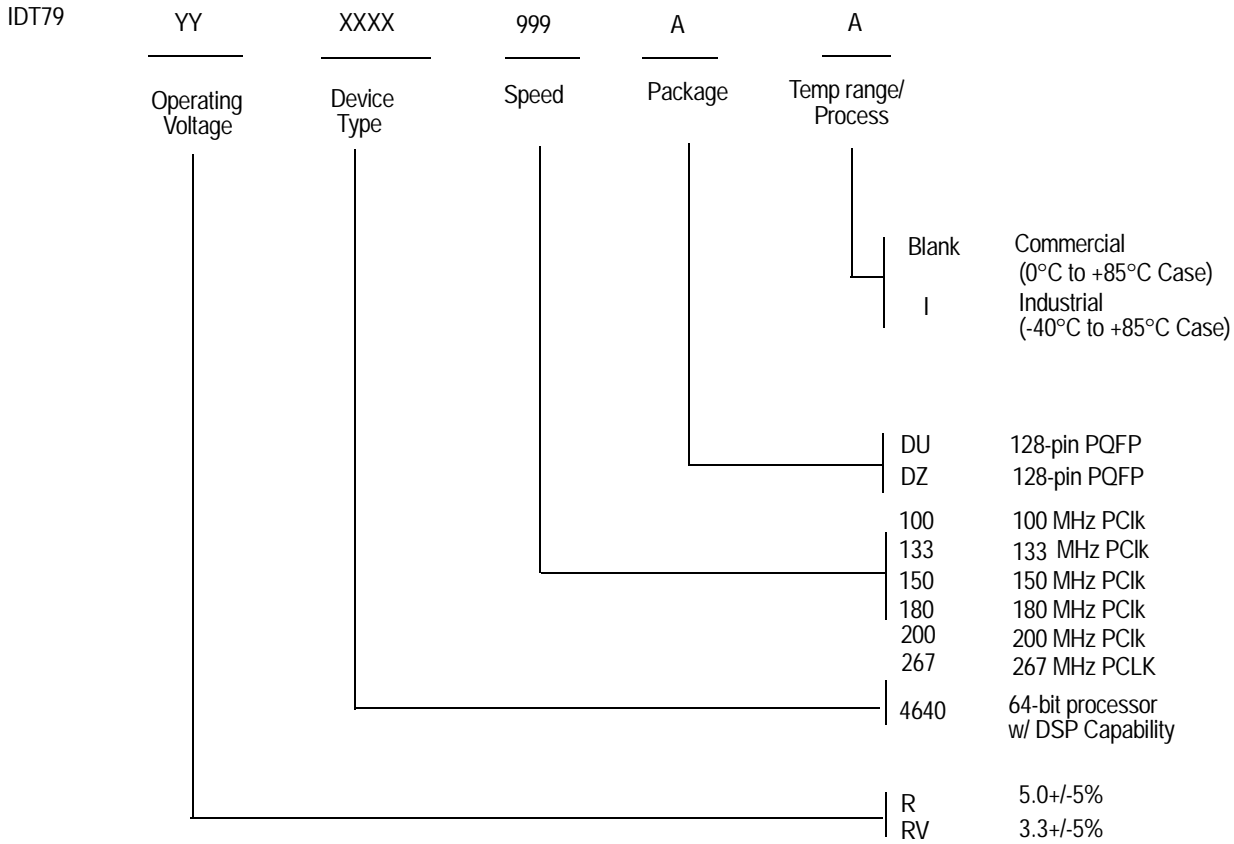 IDT79 YY XXXX 999 A A
Operating
Voltage
Device
Type
Speed
Package
Temp range/
Process
Blank Commercial
(0°C to +85°C Case)
I Industrial
(-40°C to +85°C Case)
DU 128-pin PQFP
DZ 128-pin PQFP
100 100 MHz PClk
133 133 MHz PClk
150 150 MHz PClk
180 180 MHz PClk
200 200 MHz PClk
267 267 MHz PCLK
4640 64-bit processor
w/ DSP Capability
R 5.0+/-5%
RV 3.3+/-5%